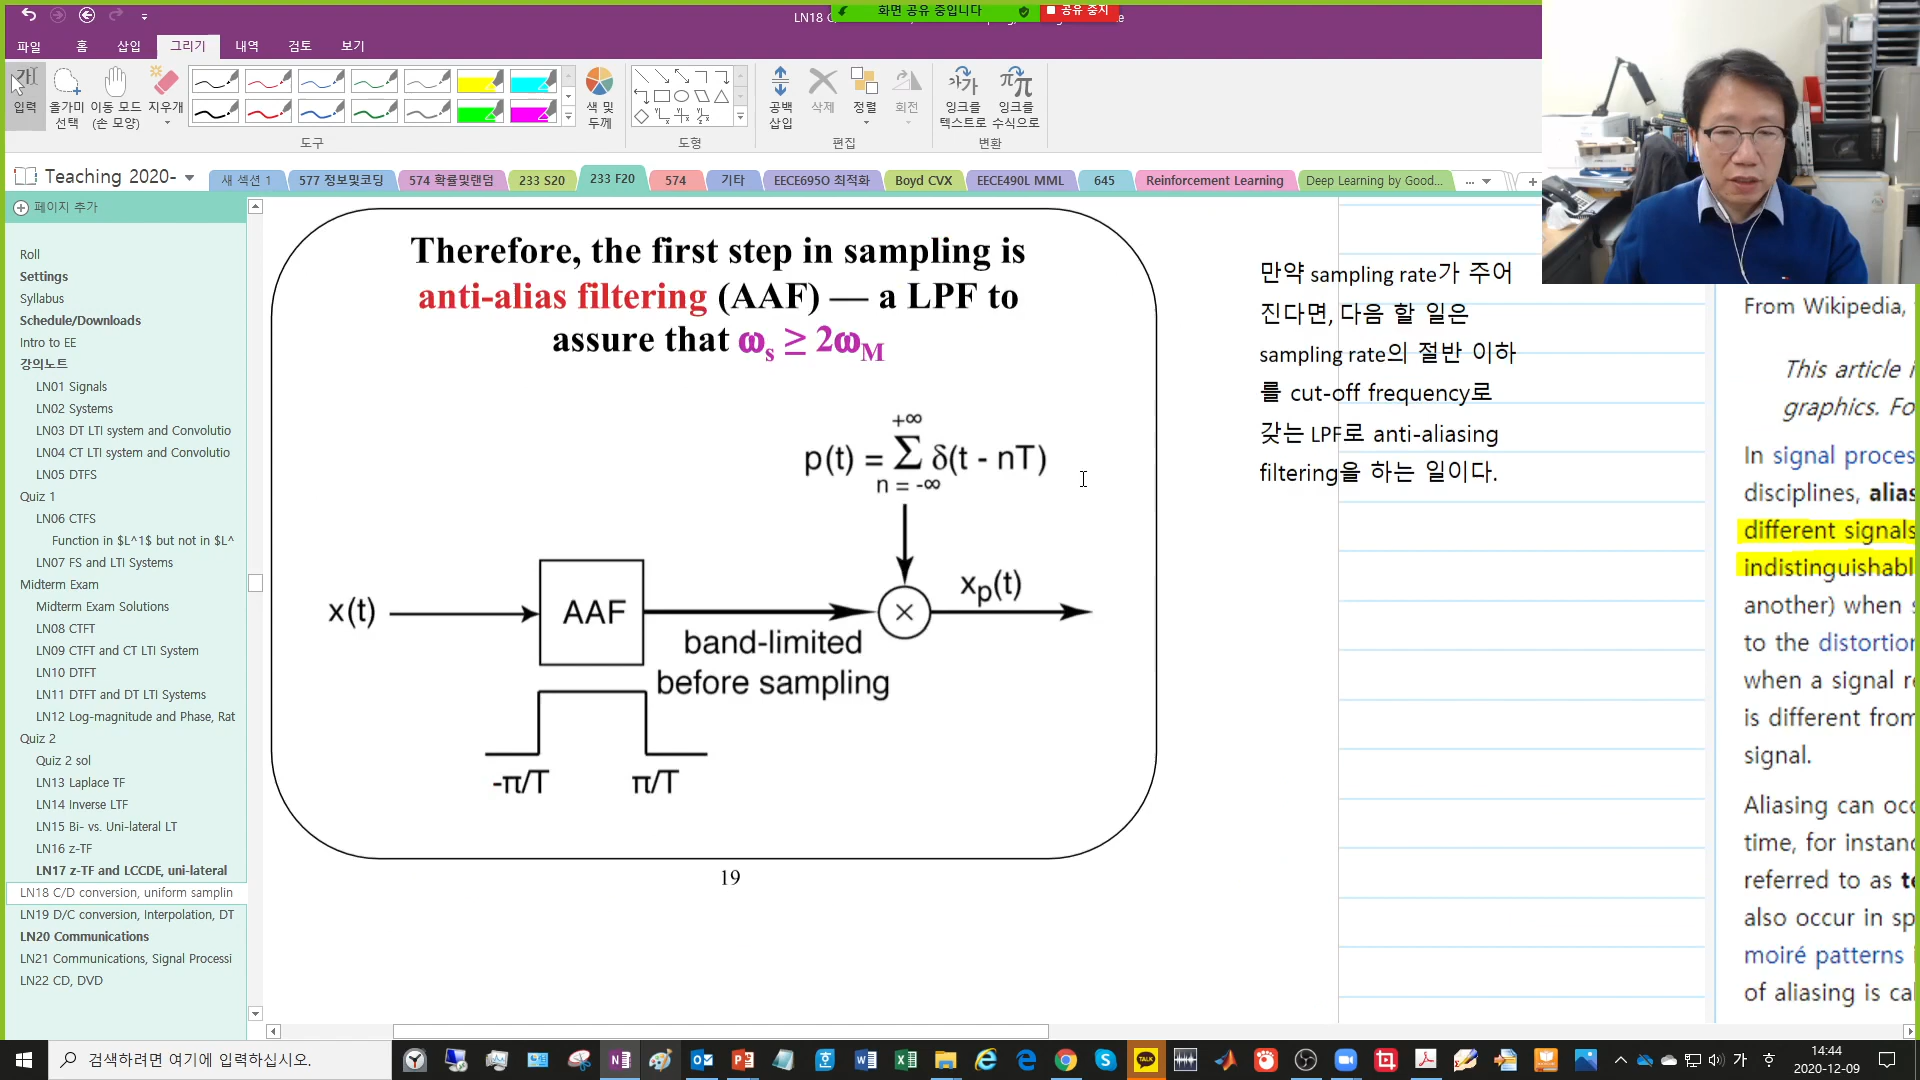 LN18 C
화면 공유 중입니다
공유 중지
파일 홈 삽입 그리기 내역 검토 보기
입력
올가미 선택
이동 모드 (손 모양)
지우개
색 및 두께
공백 삽입
삭제
정렬
회전
잉크를 텍스트로
잉크를 수식으로
도구
도형
편집
변환
Teaching 2020-
새 섹션 1
577 정보및코딩
574 확률및랜덤
233 S20
233 F20
574
기타
EECE695O 최적화
Boyd CVX
EECE490L MML
645
Reinforcement Learning
Deep Learning by Good...
...
페이지 추가
Roll
Settings
Syllabus
Schedule/Downloads
Intro to EE
강의노트
LN01 Signals
LN02 Systems
LN03 DT LTI system and Convolutio
LN04 CT LTI system and Convolutio
LN05 DTFS
Quiz 1
LN06 CTFS
Function in $L^1$ but not in $L^
LN07 FS and LTI Systems
Midterm Exam
Midterm Exam Solutions
LN08 CTFT
LN09 CTFT and CT LTI System
LN10 DTFT
LN11 DTFT and DT LTI Systems
LN12 Log-magnitude and Phase, Rat
Quiz 2
Quiz 2 sol
LN13 Laplace TF
LN14 Inverse LTF
LN15 Bi- vs. Uni-lateral LT
LN16 z-TF
LN17 z-TF and LCCDE, uni-lateral
LN18 C/D conversion, uniform samplin
LN19 D/C conversion, Interpolation, DT
LN20 Communications
LN21 Communications, Signal Processi
LN22 CD, DVD
Therefore, the first step in sampling is
anti-alias filtering (AAF) — a LPF to
assure that ωs ≥ 2ωM
+∞
p(t) = Σ δ(t - nT)
n = -∞
x(t)
AAF
band-limited
before sampling
×
xp(t)
-π/T
π/T
19
만약 sampling rate가 주어
진다면, 다음 할 일은
sampling rate의 절반 이하
를 cut-off frequency로
갖는 LPF로 anti-aliasing
filtering을 하는 일이다.
From Wikipedia,
This article i
graphics. Fo
In signal proces
disciplines, alias
different signals
indistinguishabl
another) when s
to the distortion
when a signal re
is different from
signal.
Aliasing can occ
time, for instanc
referred to as te
also occur in sp
moiré patterns i
of aliasing is cal
검색하려면 여기에 입력하십시오.
TALK
가
14:44
2020-12-09